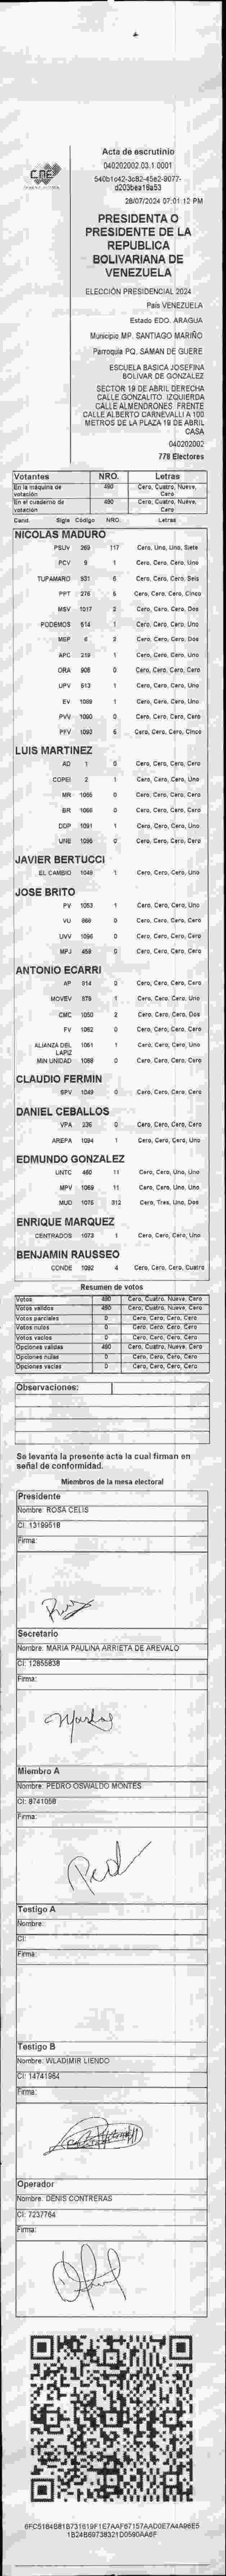 CNE
Acta de escrutinio
040202002.03.1.0001
540b1c42-3c82-45e2-9077-
d203bea18a53
28/07/2024 07:01:12 PM
PRESIDENTA O
PRESIDENTE DE LA
REPUBLICA
BOLIVARIANA DE
VENEZUELA
ELECCIÓN PRESIDENCIAL 2024
País VENEZUELA
Estado EDO. ARAGUA
Municipio MP. SANTIAGO MARIÑO
Parroquia PQ. SAMAN DE GUERE
ESCUELA BASICA JOSEFINA
BOLIVAR DE GONZALEZ
SECTOR 19 DE ABRIL DERECHA
CALLE GONZALITO. IZQUIERDA
CALLE ALMENDRONES. FRENTE
CALLE ALBERTO CARNEVALLI A 100
METROS DE LA PLAZA 19 DE ABRIL
CASA
040202002
778 Electores
Votantes NRO. Letras
En la máquina de votación 490 Cero, Cuatro, Nueve, Cero
En el cuaderno de votación 490 Cero, Cuatro, Nueve, Cero
Cand. Sigla Código NRO. Letras
NICOLAS MADURO
PSUV 269 117 Cero, Uno, Uno, Siete
PCV 9 1 Cero, Cero, Cero, Uno
TUPAMARO 931 6 Cero, Cero, Cero, Seis
PPT 276 5 Cero, Cero, Cero, Cinco
MSV 1017 2 Cero, Cero, Cero, Dos
PODEMOS 514 1 Cero, Cero, Cero, Uno
MEP 6 2 Cero, Cero, Cero, Dos
APC 219 1 Cero, Cero, Cero, Uno
ORA 906 0 Cero, Cero, Cero, Cero
UPV 613 1 Cero, Cero, Cero, Uno
EV 1089 1 Cero, Cero, Cero, Uno
PVV 1090 0 Cero, Cero, Cero, Cero
PFV 1093 5 Cero, Cero, Cero, Cinco
LUIS MARTINEZ
AD 1 0 Cero, Cero, Cero, Cero
COPEI 2 1 Cero, Cero, Cero, Uno
MR 1065 0 Cero, Cero, Cero, Cero
BR 1066 0 Cero, Cero, Cero, Cero
DDP 1091 1 Cero, Cero, Cero, Uno
UNE 1095 0 Cero, Cero, Cero, Cero
JAVIER BERTUCCI
EL CAMBIO 1048 1 Cero, Cero, Cero, Uno
JOSE BRITO
PV 1053 1 Cero, Cero, Cero, Uno
VU 868 0 Cero, Cero, Cero, Cero
UVV 1096 0 Cero, Cero, Cero, Cero
MPJ 458 0 Cero, Cero, Cero, Cero
ANTONIO ECARRI
AP 914 0 Cero, Cero, Cero, Cero
MOVEV 879 1 Cero, Cero, Cero, Uno
CMC 1050 2 Cero, Cero, Cero, Dos
FV 1052 0 Cero, Cero, Cero, Cero
ALIANZA DEL LAPIZ 1061 1 Cero, Cero, Cero, Uno
MIN UNIDAD 1088 0 Cero, Cero, Cero, Cero
CLAUDIO FERMIN
SPV 1049 0 Cero, Cero, Cero, Cero
DANIEL CEBALLOS
VPA 236 0 Cero, Cero, Cero, Cero
AREPA 1094 1 Cero, Cero, Cero, Uno
EDMUNDO GONZALEZ
UNTC 460 11 Cero, Cero, Uno, Uno
MPV 1069 11 Cero, Cero, Uno, Uno
MUD 1076 312 Cero, Tres, Uno, Dos
ENRIQUE MARQUEZ
CENTRADOS 1073 1 Cero, Cero, Cero, Uno
BENJAMIN RAUSSEO
CONDE 1092 4 Cero, Cero, Cero, Cuatro
Resumen de votos
Votos 490 Cero, Cuatro, Nueve, Cero
Votos válidos 490 Cero, Cuatro, Nueve, Cero
Votos parciales 0 Cero, Cero, Cero, Cero
Votos nulos 0 Cero, Cero, Cero, Cero
Votos vacíos 0 Cero, Cero, Cero, Cero
Opciones válidas 490 Cero, Cuatro, Nueve, Cero
Opciones nulas 0 Cero, Cero, Cero, Cero
Opciones vacías 0 Cero, Cero, Cero, Cero
Observaciones:
Se levanta la presente acta la cual firman en
señal de conformidad.
Miembros de la mesa electoral
Presidente
Nombre: ROSA CELIS
CI: 13199518
Firma:
Secretario
Nombre: MARIA PAULINA ARRIETA DE AREVALO
CI: 12855838
Firma:
Miembro A
Nombre: PEDRO OSWALDO MONTES
CI: 8741058
Firma:
Testigo A
Nombre:
CI:
Firma:
Testigo B
Nombre: WLADIMIR LIENDO
CI: 14741964
Firma:
Operador
Nombre: DENIS CONTRERAS
CI: 7237764
Firma: